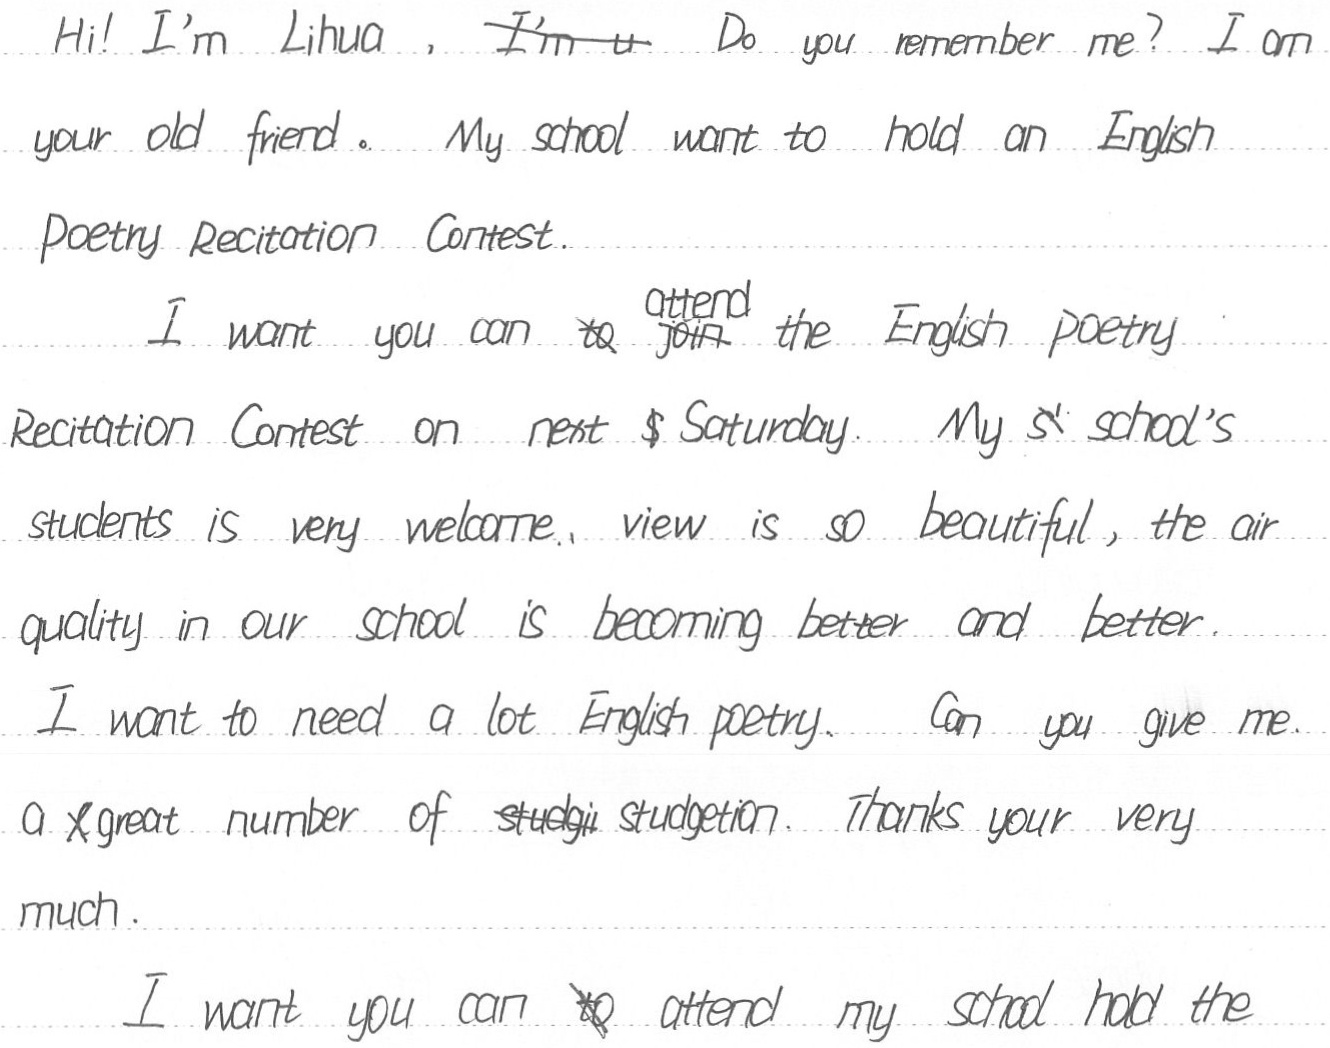 Hi! I'm Lihua , Do you remember me? I am
your old friend. My school want to hold an English
Poetry Recitation Contest.
I want you can attend the English poetry
Recitation Contest on next Saturday. My school's
students is very welcome, view is so beautiful, the air
quality in our school is becoming better and better.
I want to need a lot English poetry. Can you give me.
a great number of studgetion. Thanks your very
much.
I want you can attend my school hold the